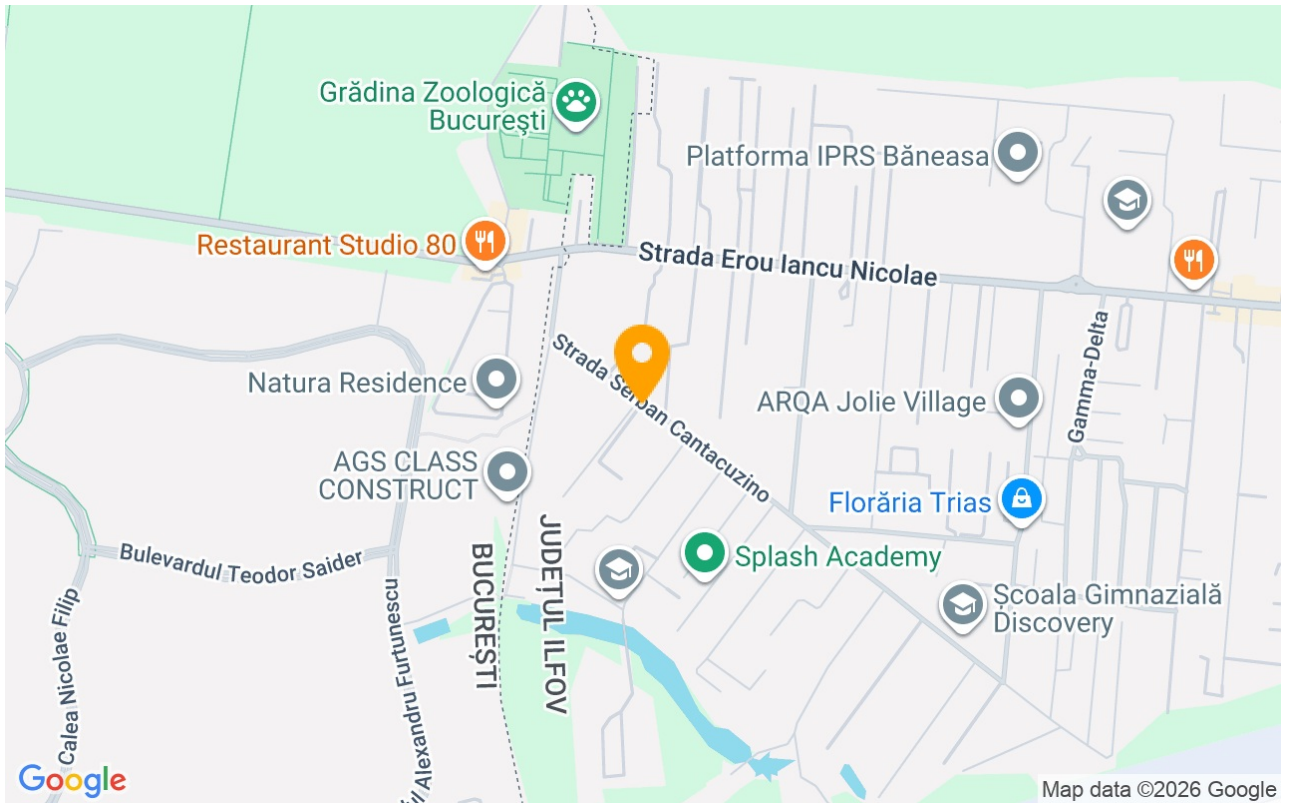 Grădina Zoologică
București
Platforma IPRS Băneasa
Restaurant Studio 80
Strada Erou Iancu Nicolae
Strada Șerban Cantacuzino
Natura Residence
ARQA Jolie Village
Gamma-Delta
AGS CLASS
CONSTRUCT
Florăria Trias
Bulevardul Teodor Saider
BUCUREȘTI
JUDEȚUL ILFOV
Splash Academy
Școala Gimnazială
Discovery
Calea Nicolae Filip
Alexandru Furtunescu
Google
Map data ©2026 Google